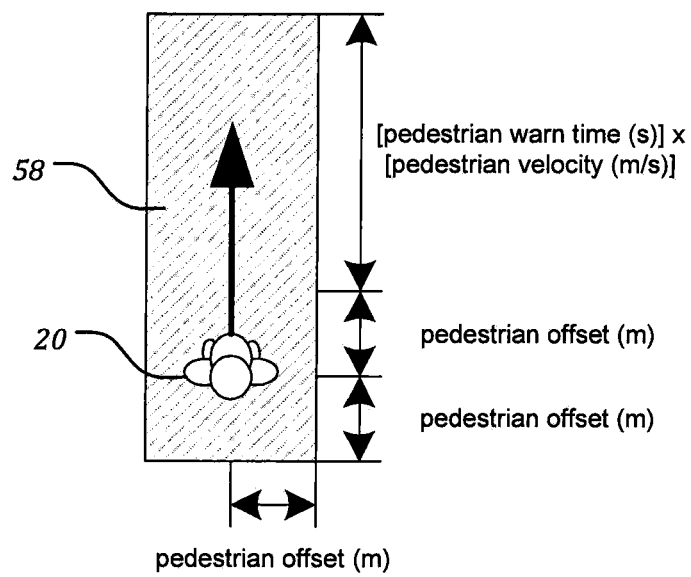 [pedestrian warn time (s)] x
[pedestrian velocity (m/s)]
58
20
pedestrian offset (m)
pedestrian offset (m)
pedestrian offset (m)